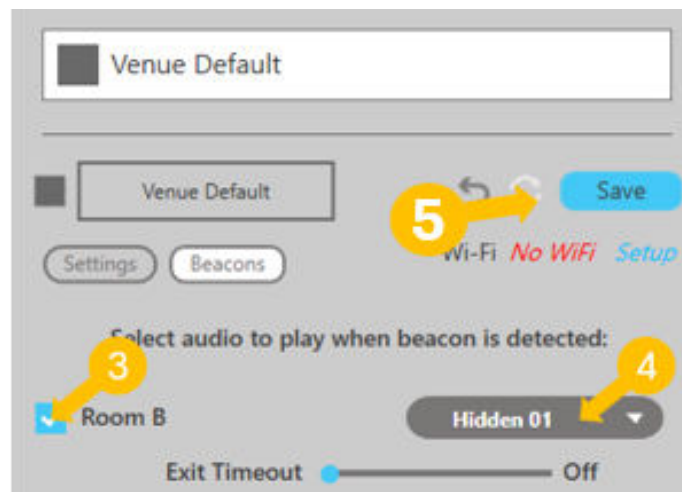 Venue Default
Venue Default
Save
5
Settings
Beacons
Wi-Fi No WiFi Setup
Select audio to play when beacon is detected:
3
4
Room B
Hidden 01
Exit Timeout
Off